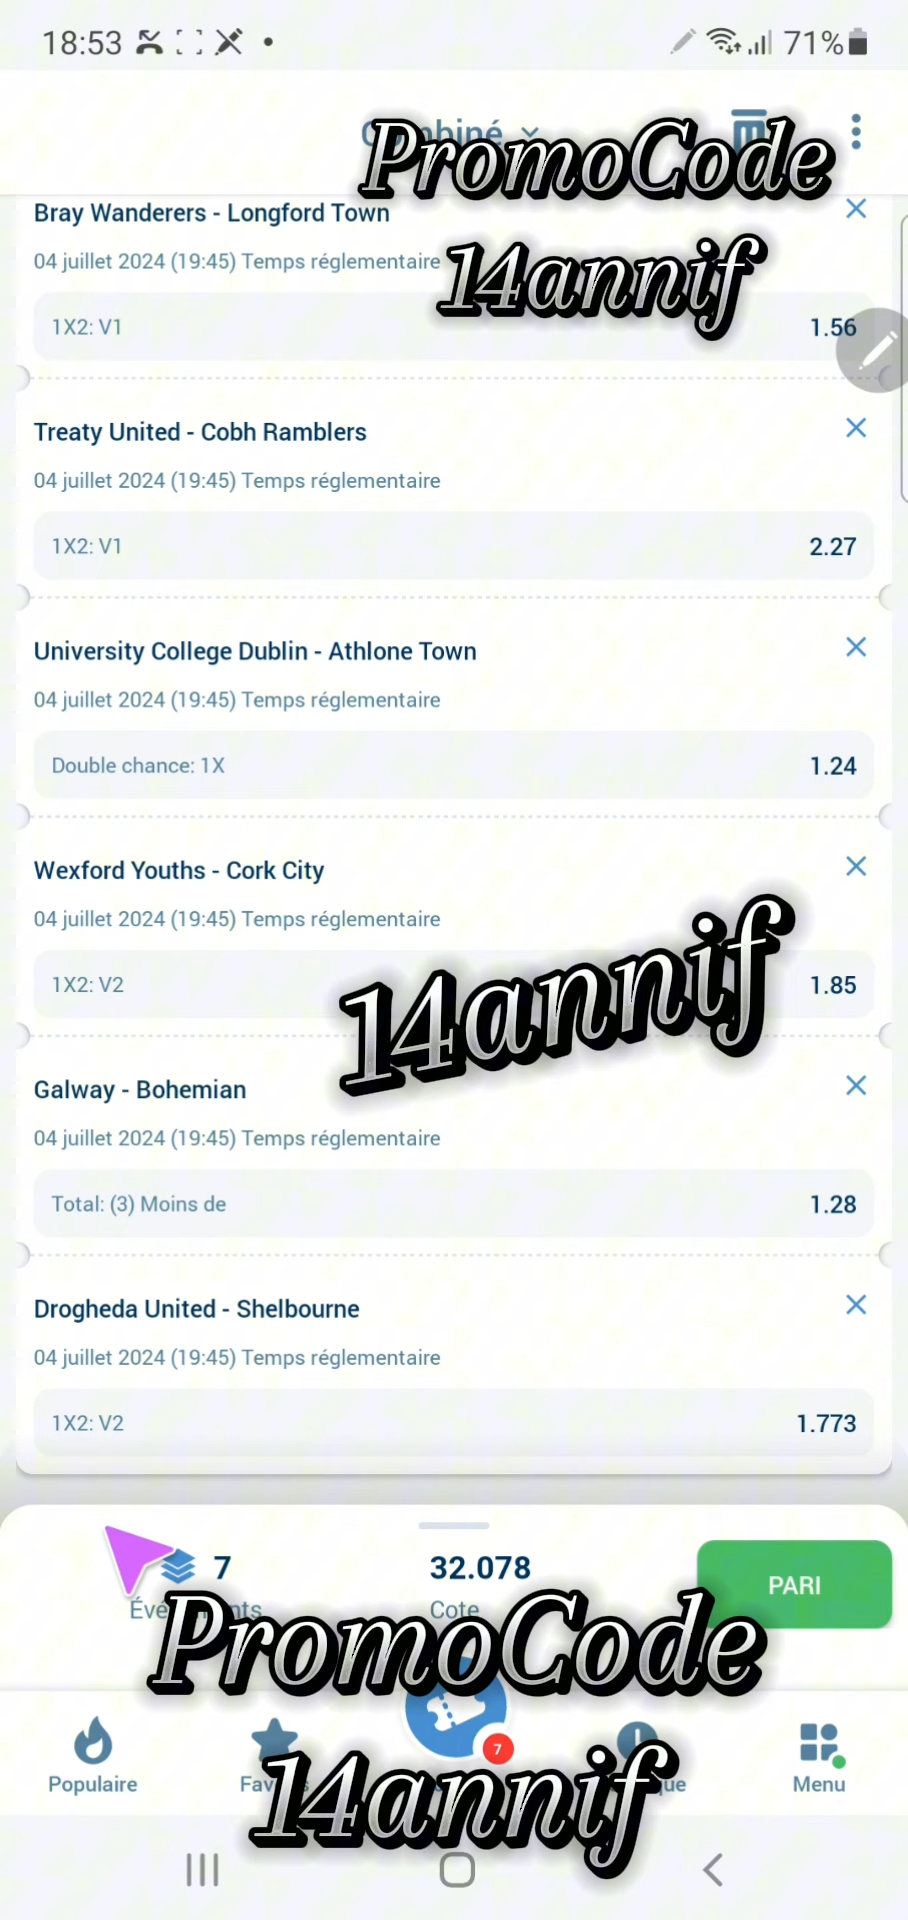 18:53
71%
Combiné
PromoCode
14annif
Bray Wanderers - Longford Town
04 juillet 2024 (19:45) Temps réglementaire
1X2: V1
1.56
Treaty United - Cobh Ramblers
04 juillet 2024 (19:45) Temps réglementaire
1X2: V1
2.27
University College Dublin - Athlone Town
04 juillet 2024 (19:45) Temps réglementaire
Double chance: 1X
1.24
Wexford Youths - Cork City
04 juillet 2024 (19:45) Temps réglementaire
1X2: V2
1.85
14annif
Galway - Bohemian
04 juillet 2024 (19:45) Temps réglementaire
Total: (3) Moins de
1.28
Drogheda United - Shelbourne
04 juillet 2024 (19:45) Temps réglementaire
1X2: V2
1.773
7
32.078
PARI
Cote
PromoCode
7
Populaire
Menu
14annif